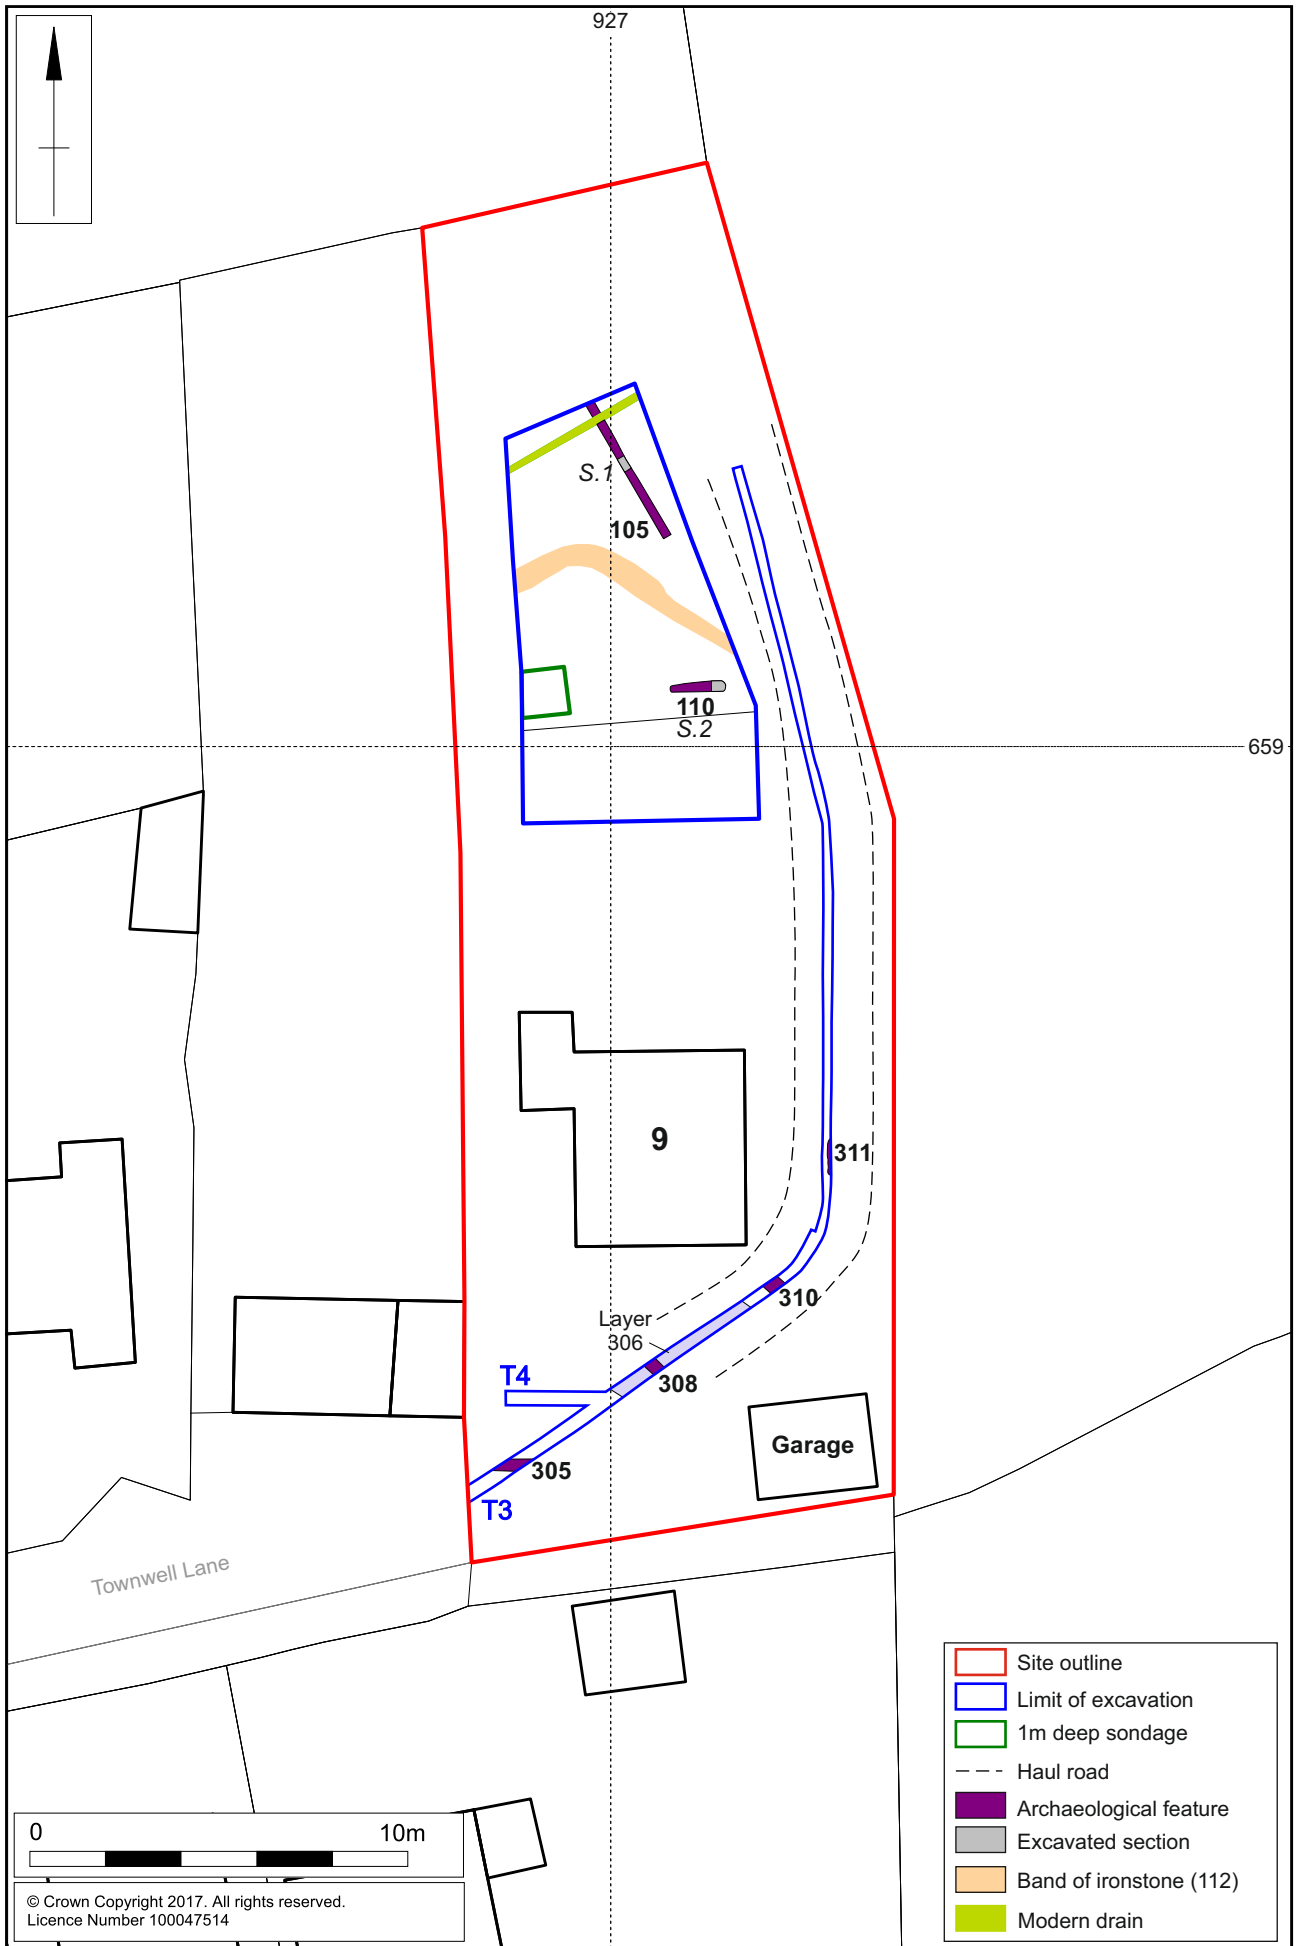 927
S.1
105
110
S.2
659
9
311
310
Layer
306
308
T4
Garage
305
T3
Townwell Lane
Site outline
Limit of excavation
1m deep sondage
Haul road
Archaeological feature
Excavated section
Band of ironstone (112)
Modern drain
0 10m
© Crown Copyright 2017. All rights reserved.
Licence Number 100047514